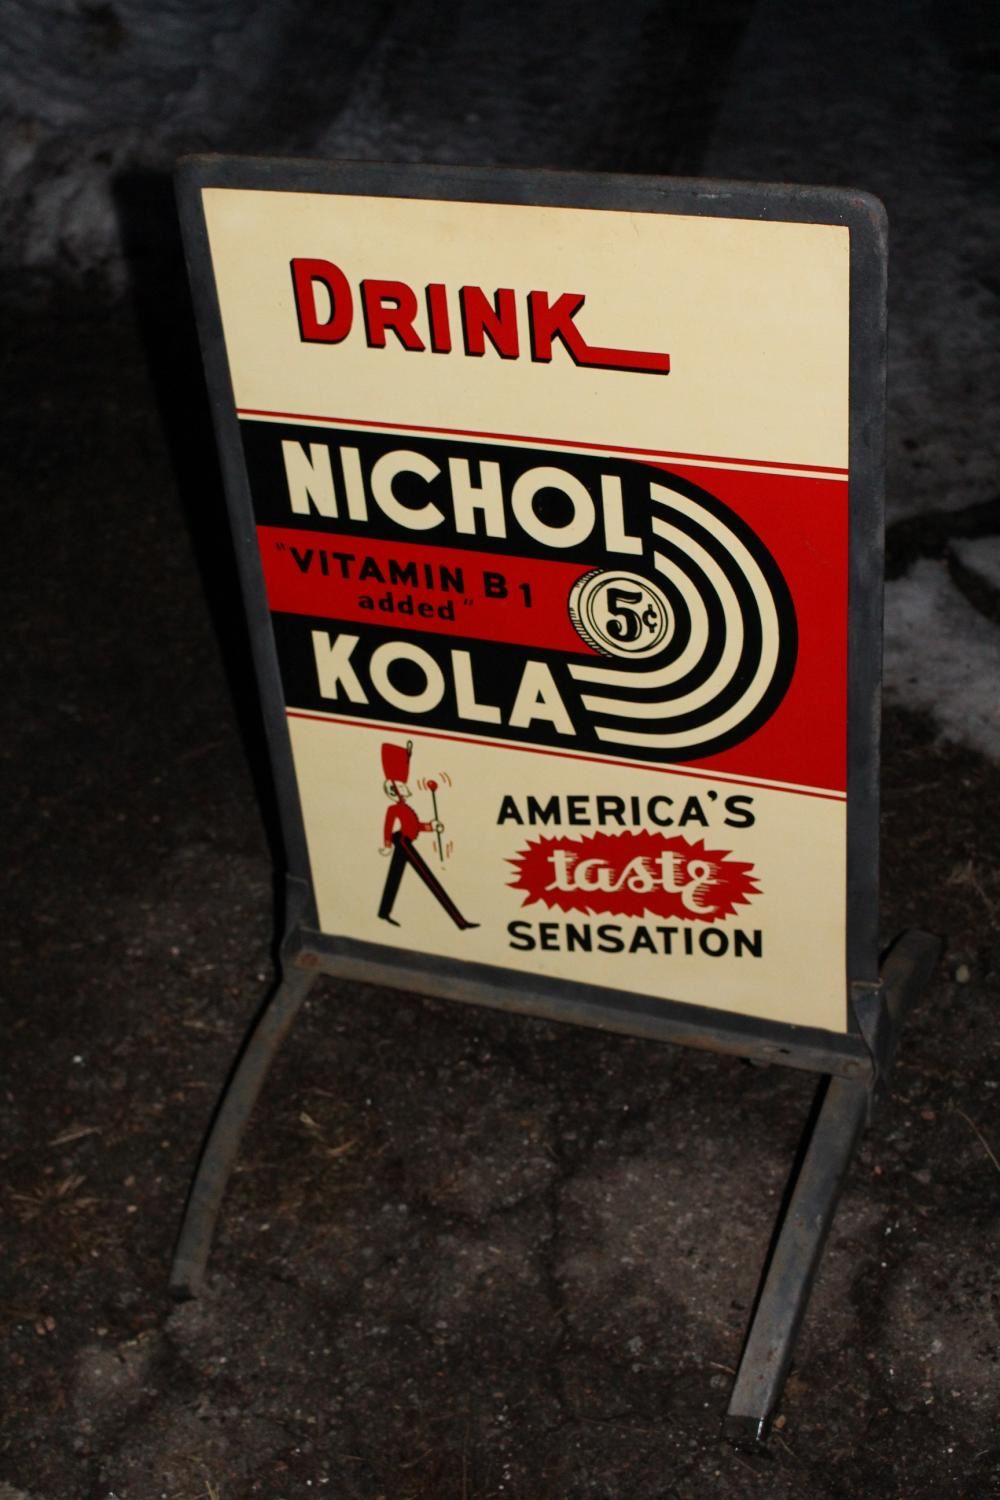 DRINK
NICHOL
"VITAMIN B1
added"
5¢
KOLA
AMERICA'S
taste
SENSATION